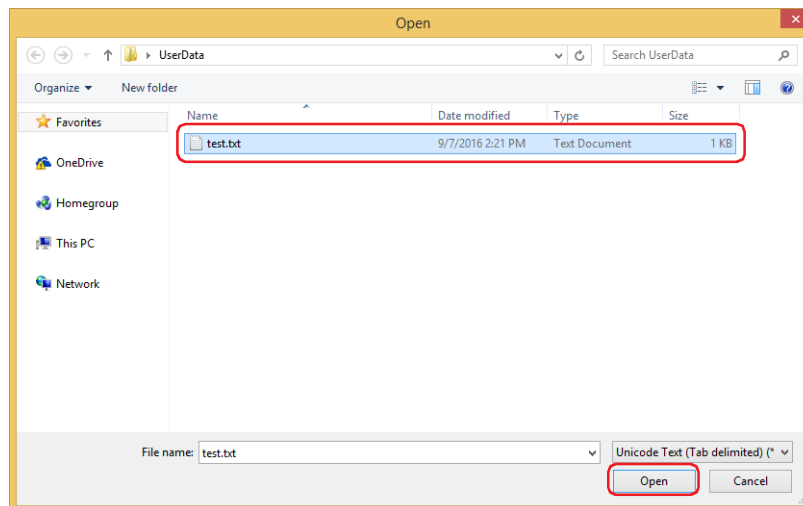 Open
UserData
Search UserData
Organize
New folder
Name Date modified Type Size
test.txt 9/7/2016 2:21 PM Text Document 1 KB
Favorites
OneDrive
Homegroup
This PC
Network
File name: test.txt Unicode Text (Tab delimited) (*
Open Cancel